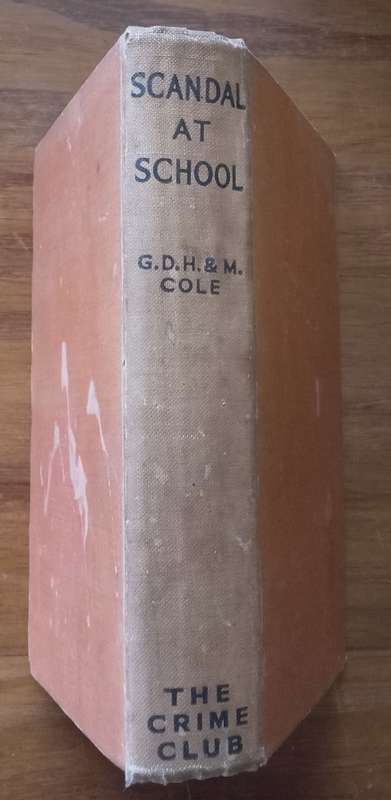 SCANDAL
AT
SCHOOL
G.D.H. & M.
COLE
THE
CRIME
CLUB